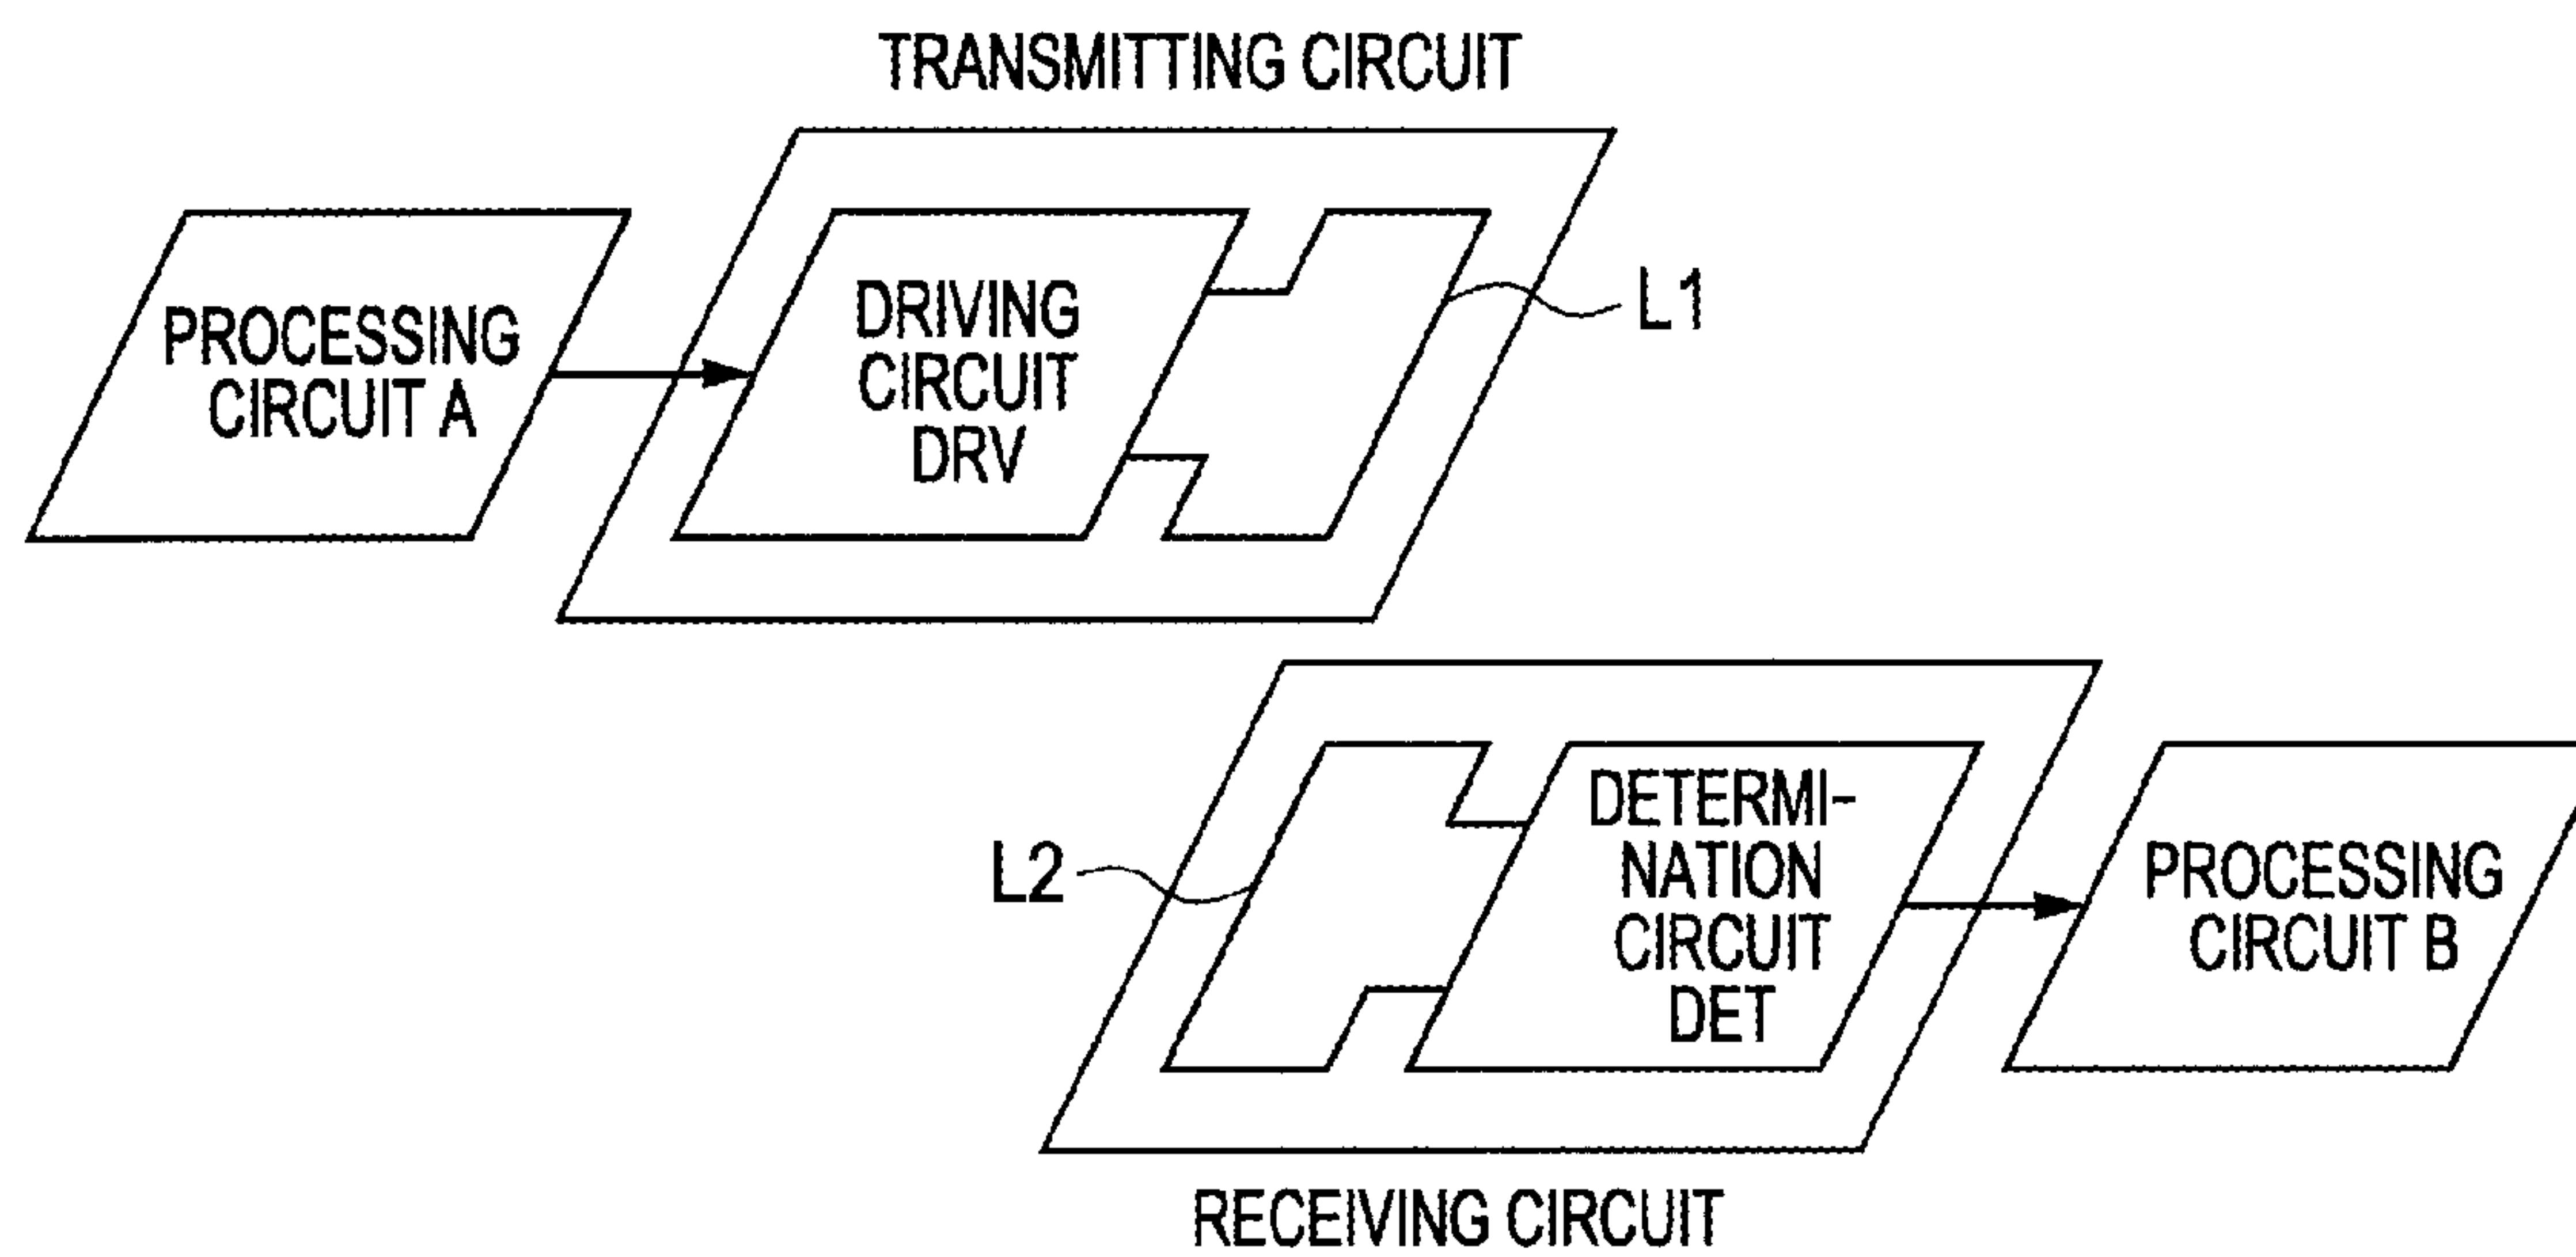 TRANSMITTING CIRCUIT
PROCESSING
CIRCUIT A
DRIVING
CIRCUIT
DRV
L1
L2
DETERMI-
NATION
CIRCUIT
DET
PROCESSING
CIRCUIT B
RECEIVING CIRCUIT